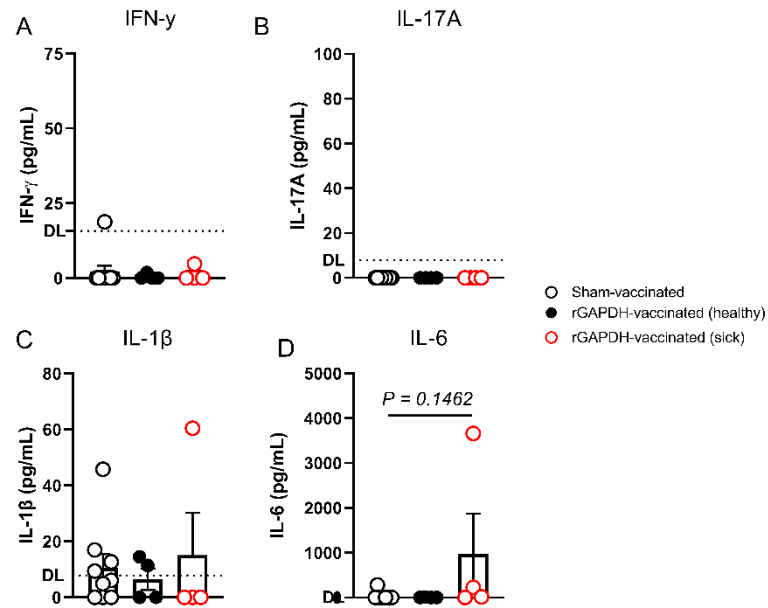 A
IFN-y
75
50
25
DL
0
IFN-γ (pg/mL)
B
IL-17A
100
80
60
40
20
DL
0
IL-17A (pg/mL)
Sham-vaccinated
rGAPDH-vaccinated (healthy)
rGAPDH-vaccinated (sick)
C
IL-1β
80
60
40
20
DL
0
IL-1β (pg/mL)
D
IL-6
5000
4000
3000
2000
1000
DL
IL-6 (pg/mL)
P = 0.1462